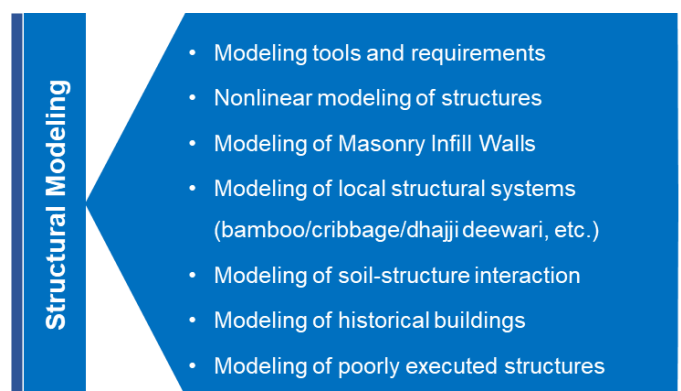 Structural Modeling
• Modeling tools and requirements
• Nonlinear modeling of structures
• Modeling of Masonry Infill Walls
• Modeling of local structural systems
(bamboo/cribbage/dhajji deewari, etc.)
• Modeling of soil-structure interaction
• Modeling of historical buildings
• Modeling of poorly executed structures